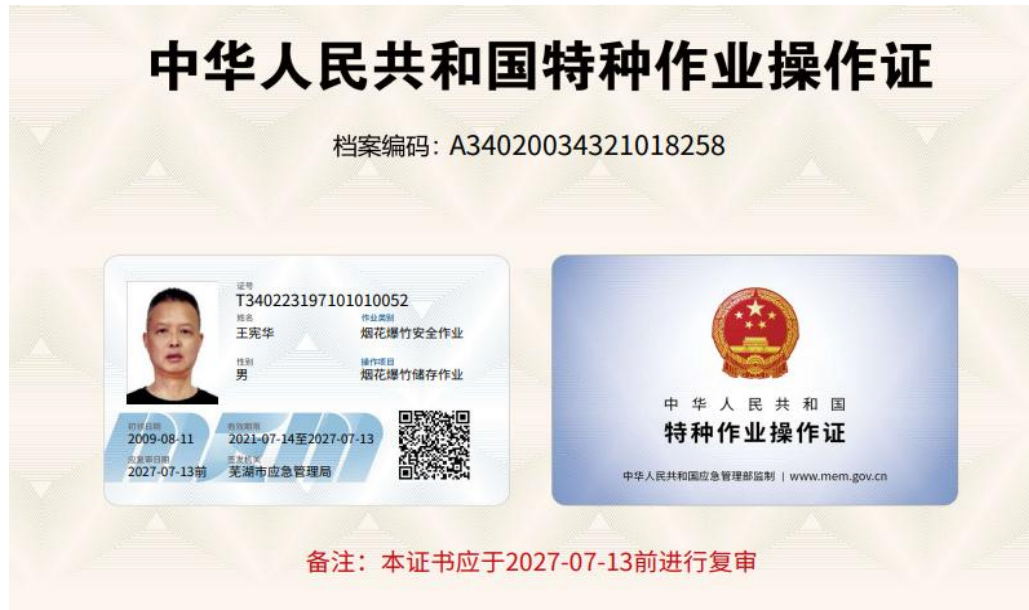 中华人民共和国特种作业操作证
档案编码：A34020034321018258
证号
T340223197101010052
姓名
王宪华
作业类别
烟花爆竹安全作业
性别
男
操作项目
烟花爆竹储存作业
初领日期
2009-08-11
有效期限
2021-07-14至2027-07-13
应复审日期
2027-07-13前
签发机关
芜湖市应急管理局
中华人民共和国
特种作业操作证
中华人民共和国应急管理部监制 | www.mem.gov.cn
备注：本证书应于2027-07-13前进行复审